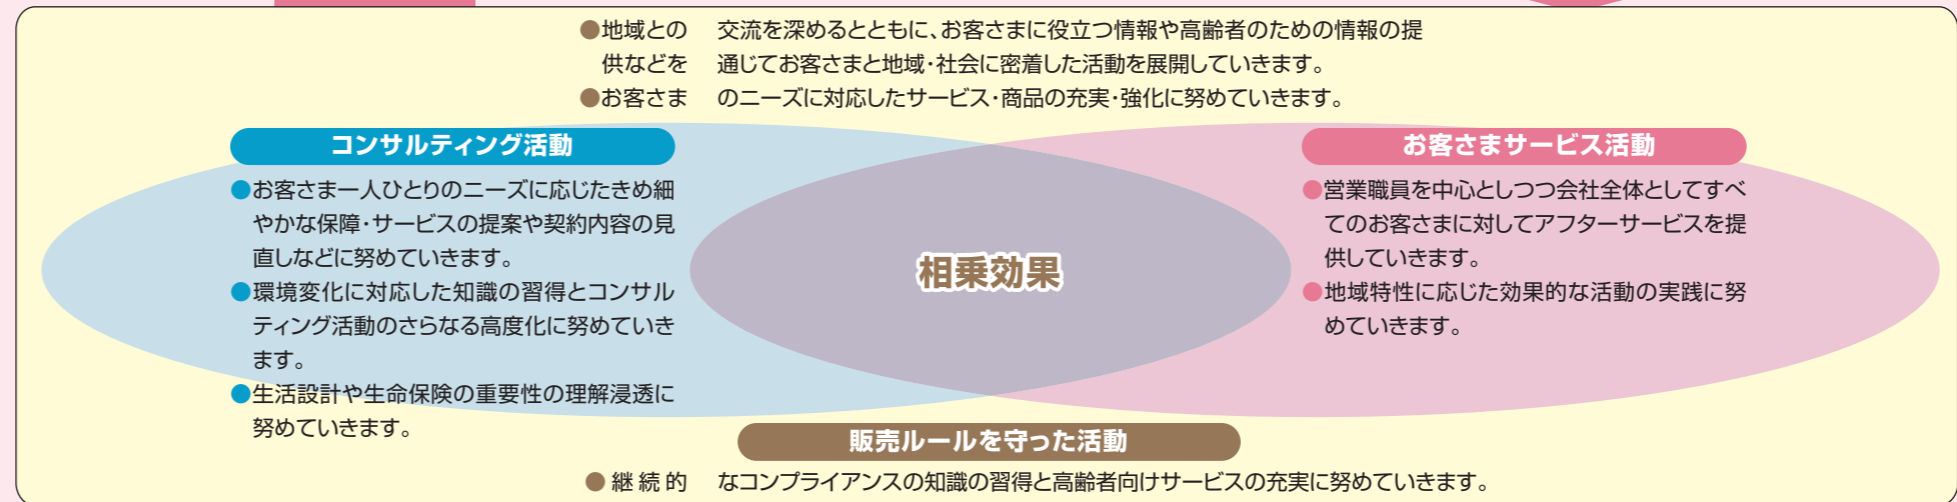 ●地域との　交流を深めるとともに、お客さまに役立つ情報や高齢者のための情報の提
供などを　通じてお客さまと地域・社会に密着した活動を展開していきます。
●お客さま　のニーズに対応したサービス・商品の充実・強化に努めていきます。
コンサルティング活動
●お客さま一人ひとりのニーズに応じたきめ細
やかな保障・サービスの提案や契約内容の見
直しなどに努めていきます。
●環境変化に対応した知識の習得とコンサル
ティング活動のさらなる高度化に努めていき
ます。
●生活設計や生命保険の重要性の理解浸透に
努めていきます。
相乗効果
お客さまサービス活動
●営業職員を中心としつつ会社全体としてすべ
てのお客さまに対してアフターサービスを提
供していきます。
●地域特性に応じた効果的な活動の実践に努
めていきます。
販売ルールを守った活動
●継続的　なコンプライアンスの知識の習得と高齢者向けサービスの充実に努めていきます。